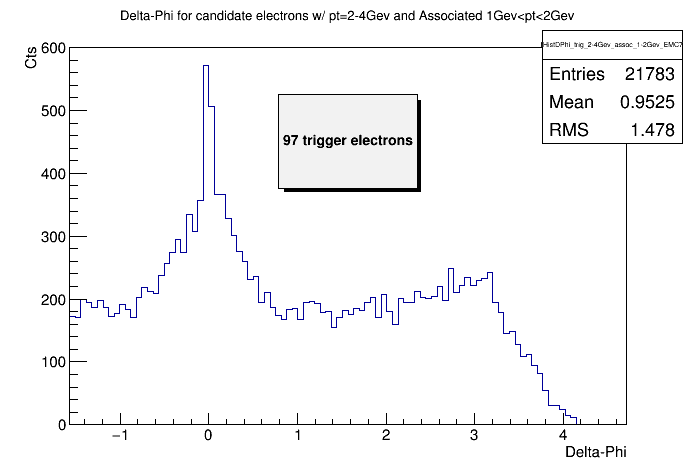 Delta-Phi for candidate electrons w/ pt=2-4Gev and Associated 1Gev<pt<2Gev
Cts
HistDPhi_trig_2-4Gev_assoc_1-2Gev_EMC7
Entries 21783
Mean 0.9525
RMS 1.478
97 trigger electrons
600
500
400
300
200
100
0
−1 0 1 2 3 4
Delta-Phi